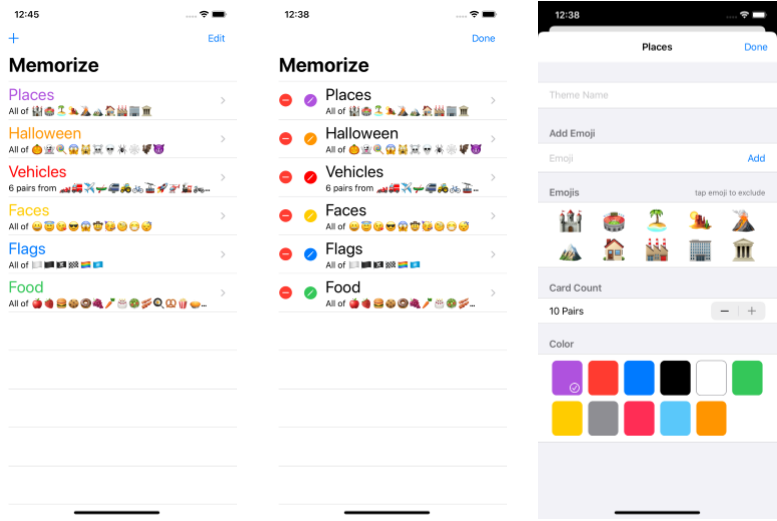 12:45
+
Edit
Memorize
Places
All of 🏰🏟️🏝️🏜️🌋🏔️🏠🏭🏢🏛️
Halloween
All of 🎃👻🍭😱🙀☠️💀🕷️🕸️🦇😈
Vehicles
6 pairs from 🏎️🚒✈️🛩️🚌🚜🚲🚠🚀🚁🚂🏍️…
Faces
All of 😀😇😘😎😱🤠🥳🧐😷😴
Flags
All of 🏳️🏴🏴‍☠️🏁🏳️‍🌈🇺🇳
Food
All of 🍎🍓🍔🥐🍩🍇🥕☕🥯🥓🍳🥨🍿🥧…
12:38
Done
Memorize
Places
All of 🏰🏟️🏝️🏜️🌋🏔️🏠🏭🏢🏛️
Halloween
All of 🎃👻🍭😱🙀☠️💀🕷️🕸️🦇😈
Vehicles
6 pairs from 🏎️🚒✈️🛩️🚌🚜🚲🚠🚀🚁🚂🏍️…
Faces
All of 😀😇😘😎😱🤠🥳🧐😷😴
Flags
All of 🏳️🏴🏴‍☠️🏁🏳️‍🌈🇺🇳
Food
All of 🍎🍓🍔🥐🍩🍇🥕☕🥯🥓…
12:38
Places
Done
Theme Name
Add Emoji
Emoji
Add
Emojis
tap emoji to exclude
🏰🏟️🏝️🏜️🌋
🏔️🏠🏭🏢🏛️
Card Count
10 Pairs
− +
Color